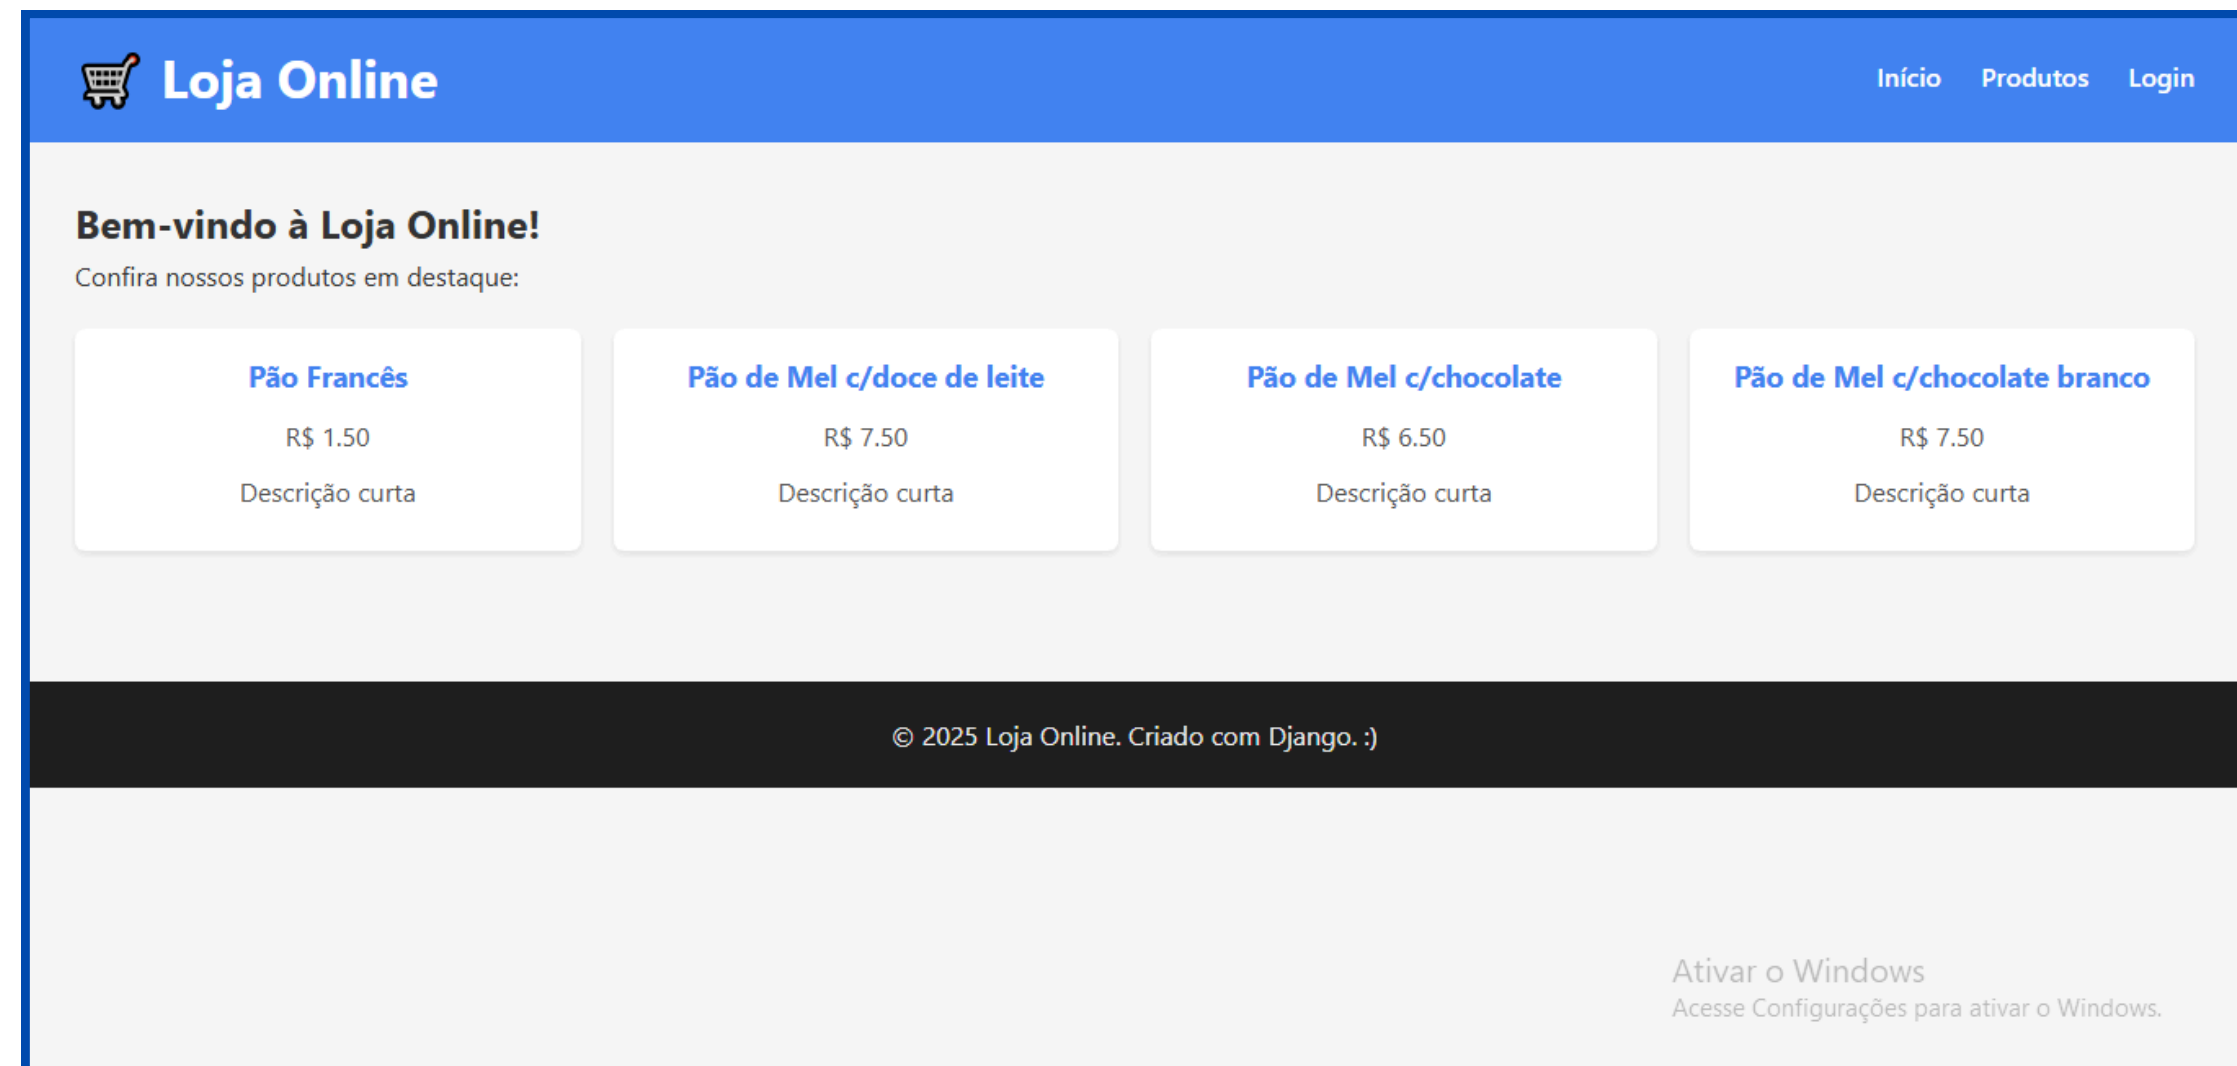 Loja Online
Início Produtos Login
Bem-vindo à Loja Online!
Confira nossos produtos em destaque:
Pão Francês
R$ 1.50
Descrição curta
Pão de Mel c/doce de leite
R$ 7.50
Descrição curta
Pão de Mel c/chocolate
R$ 6.50
Descrição curta
Pão de Mel c/chocolate branco
R$ 7.50
Descrição curta
© 2025 Loja Online. Criado com Django. :)
Ativar o Windows
Acesse Configurações para ativar o Windows.